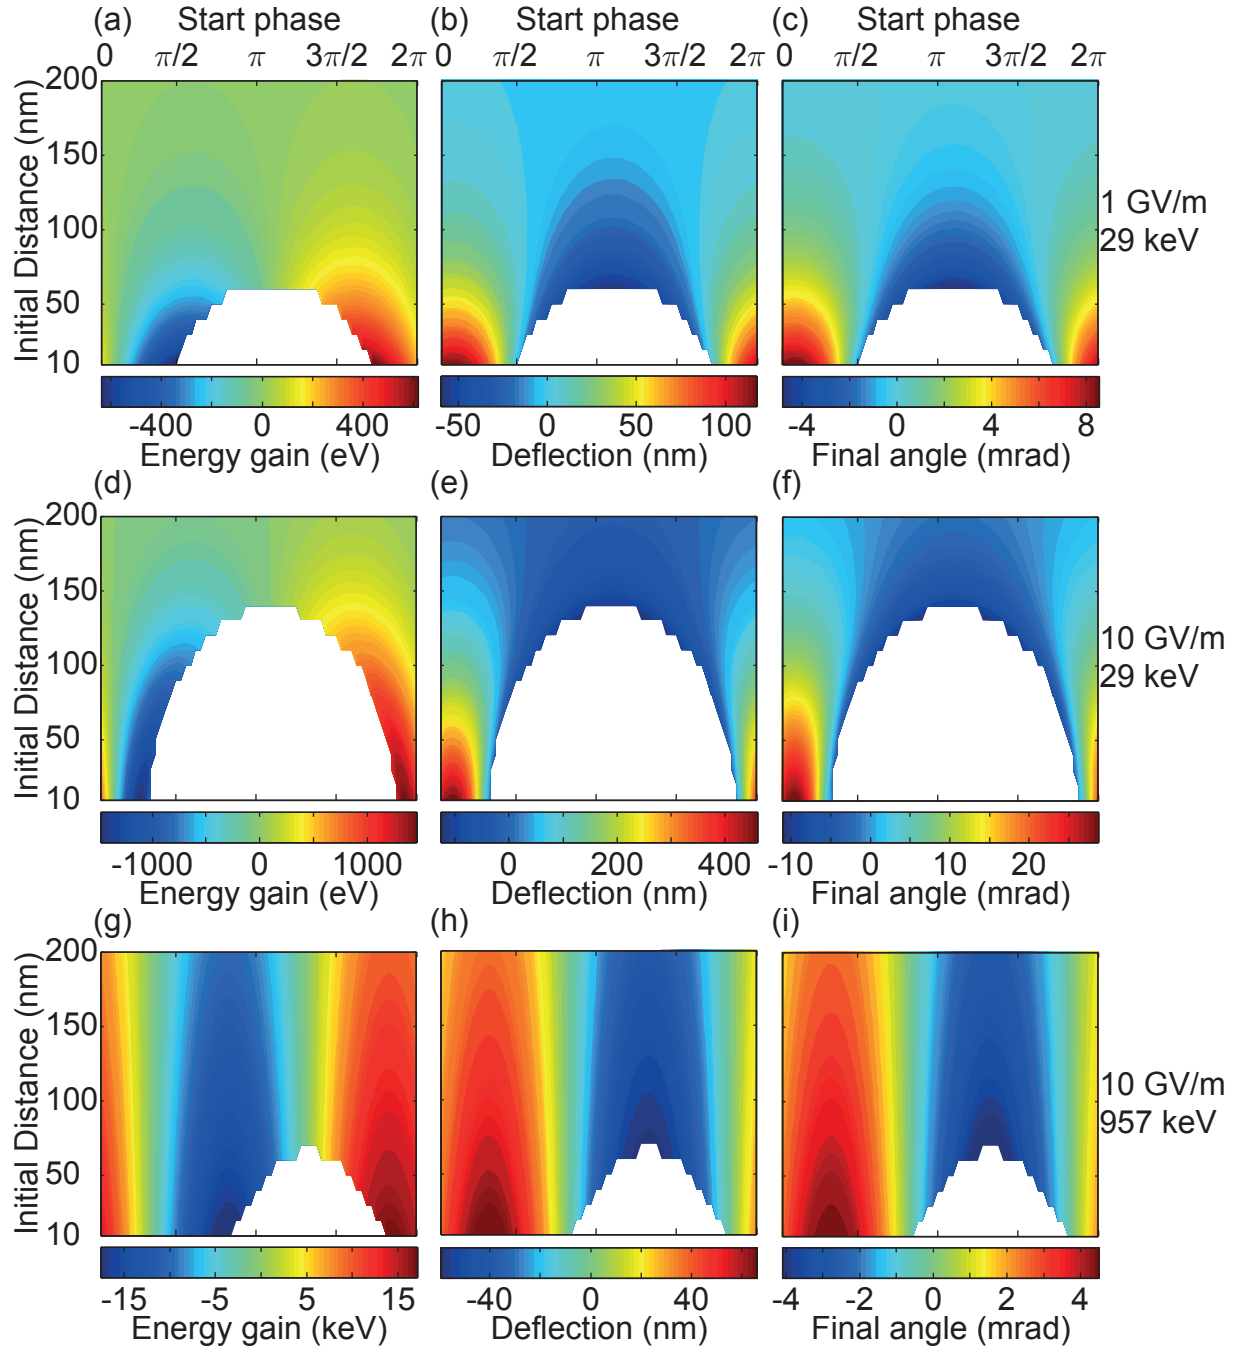 (a) Start phase (b) Start phase (c) Start phase
0 π/2 π 3π/2 2π 0 π/2 π 3π/2 2π 0 π/2 π 3π/2 2π
Initial Distance (nm)
200
150
100
50
10
1 GV/m
29 keV
-400 0 400 -50 0 50 100 -4 0 4 8
Energy gain (eV) Deflection (nm) Final angle (mrad)
(d) (e) (f)
Initial Distance (nm)
200
150
100
50
10
10 GV/m
29 keV
-1000 0 1000 0 200 400 -10 0 10 20
Energy gain (eV) Deflection (nm) Final angle (mrad)
(g) (h) (i)
Initial Distance (nm)
200
150
100
50
10
10 GV/m
957 keV
-15 -5 5 15 -40 0 40 -4 -2 0 2 4
Energy gain (keV) Deflection (nm) Final angle (mrad)